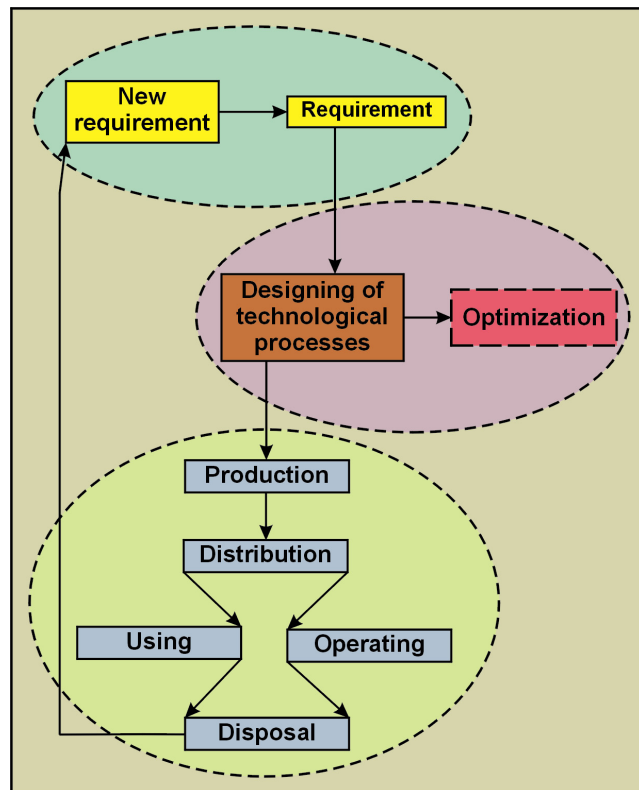 New
requirement
Requirement
Designing of
technological
processes
Optimization
Production
Distribution
Using
Operating
Disposal